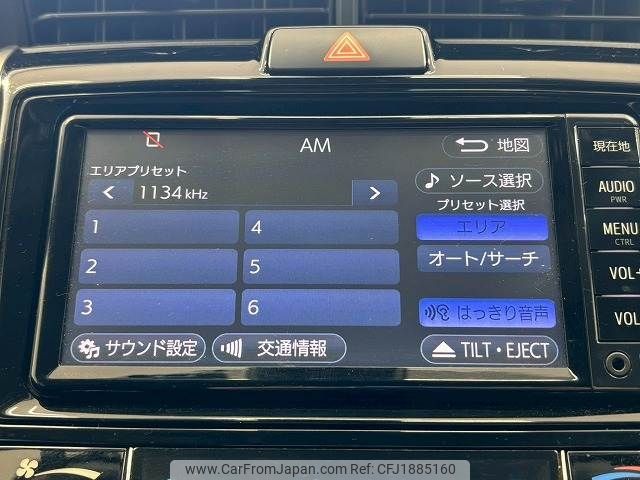 AM
地図
現在地
エリアプリセット
1134 kHz
ソース選択
AUDIO
PWR
プリセット選択
1
4
エリア
MENU
CTRL
2
5
オート/サーチ
VOL+
3
6
はっきり音声
VOL
サウンド設定
交通情報
TILT・EJECT
www.CarFromJapan.com - CFJ1885160